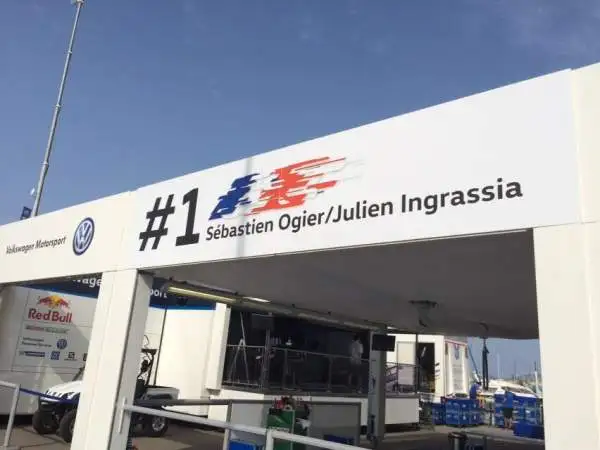 #1
Sébastien Ogier/Julien Ingrassia
Volkswagen Motorsport
Red Bull